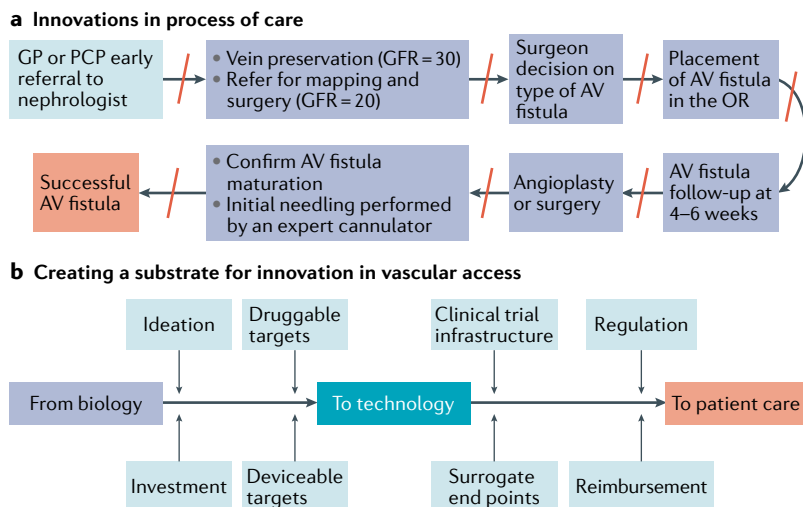 a Innovations in process of care
GP or PCP early
referral to
nephrologist
• Vein preservation (GFR = 30)
• Refer for mapping and
surgery (GFR = 20)
Surgeon
decision on
type of AV
fistula
Placement
of AV fistula
in the OR
Successful
AV fistula
• Confirm AV fistula
maturation
• Initial needling performed
by an expert cannulator
Angioplasty
or surgery
AV fistula
follow-up at
4–6 weeks
b Creating a substrate for innovation in vascular access
Ideation
Druggable
targets
Clinical trial
infrastructure
Regulation
From biology
To technology
To patient care
Investment
Deviceable
targets
Surrogate
end points
Reimbursement